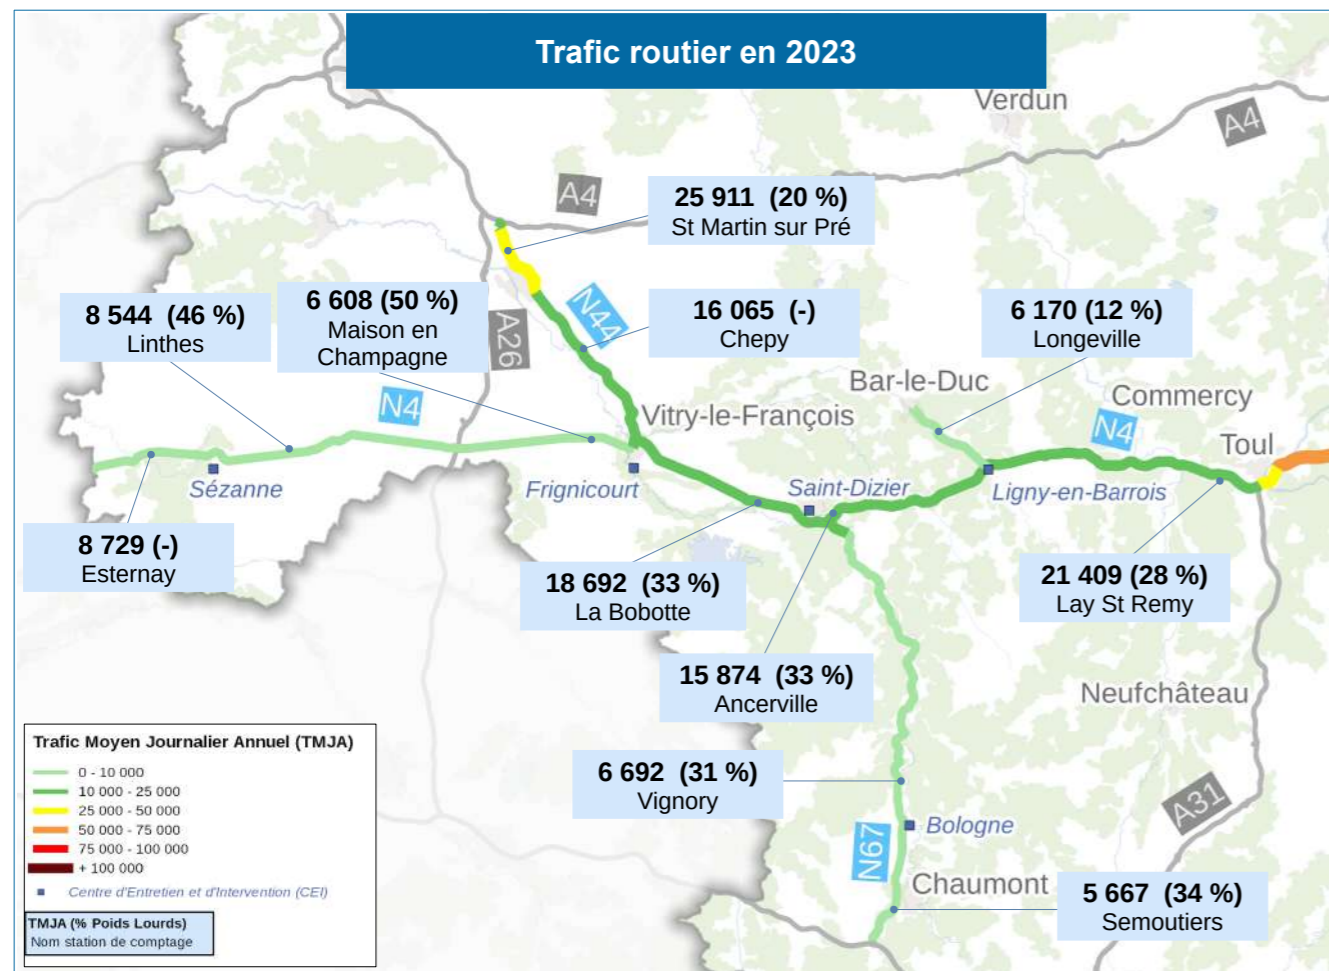 Trafic routier en 2023
Verdun
A4
A4
25 911 (20 %)
St Martin sur Pré
6 608 (50 %)
Maison en
Champagne
8 544 (46 %)
Linthes
16 065 (-)
Chepy
6 170 (12 %)
Longeville
N44
A26
Bar-le-Duc
Commercy
N4
N4
Vitry-le-François
Toul
Sézanne
Frignicourt
Saint-Dizier
Ligny-en-Barrois
8 729 (-)
Esternay
18 692 (33 %)
La Bobotte
21 409 (28 %)
Lay St Remy
15 874 (33 %)
Ancerville
Neufchâteau
6 692 (31 %)
Vignory
A31
Bologne
N67
Chaumont
5 667 (34 %)
Semoutiers
Trafic Moyen Journalier Annuel (TMJA)
0 - 10 000
10 000 - 25 000
25 000 - 50 000
50 000 - 75 000
75 000 - 100 000
+ 100 000
Centre d'Entretien et d'Intervention (CEI)
TMJA (% Poids Lourds)
Nom station de comptage